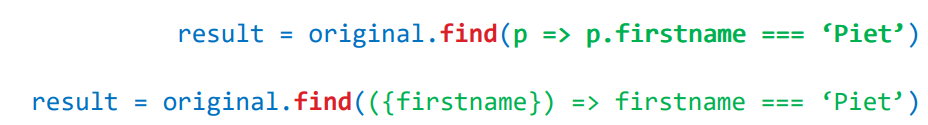 result = original.find(p => p.firstname === ‘Piet’)
result = original.find(({firstname}) => firstname === ‘Piet’)